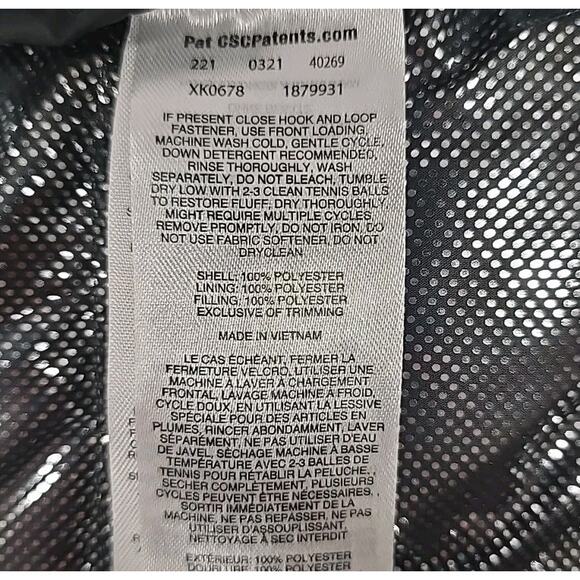 Pat CSCPatents.com
221 0321 40269
XK0678 1879931
IF PRESENT CLOSE HOOK AND LOOP
FASTENER, USE FRONT LOADING,
MACHINE WASH COLD, GENTLE CYCLE,
DOWN DETERGENT RECOMMENDED,
RINSE THOROUGHLY, WASH
SEPARATELY, DO NOT BLEACH, TUMBLE
DRY LOW WITH 2-3 CLEAN TENNIS BALLS
TO RESTORE FLUFF, DRY THOROUGHLY,
MIGHT REQUIRE MULTIPLE CYCLES,
REMOVE PROMPTLY, DO NOT IRON, DO
NOT USE FABRIC SOFTENER, DO NOT
DRYCLEAN
SHELL: 100% POLYESTER
LINING: 100% POLYESTER
FILLING: 100% POLYESTER
EXCLUSIVE OF TRIMMING
MADE IN VIETNAM
LE CAS ÉCHÉANT, FERMER LA
FERMETURE VELCRO, UTILISER UNE
MACHINE À LAVER À CHARGEMENT
FRONTAL, LAVAGE MACHINE À FROID,
CYCLE DOUX, EN UTILISANT LA LESSIVE
SPÉCIALE POUR DES ARTICLES EN
PLUMES, RINCER ABONDAMMENT, LAVER
SÉPARÉMENT, NE PAS UTILISER D'EAU
DE JAVEL, SÉCHAGE MACHINE À BASSE
TEMPÉRATURE AVEC 2-3 BALLES DE
TENNIS POUR RÉTABLIR LA PELUCHE,
SECHER COMPLÈTEMENT, PLUSIEURS
CYCLES PEUVENT ÊTRE NÉCESSAIRES,
SORTIR IMMÉDIATEMENT DE LA
MACHINE, NE PAS REPASSER, NE PAS
UTILISER D'ASSOUPLISSANT,
NETTOYAGE À SEC INTERDIT
EXTÉRIEUR: 100% POLYESTER
DOUBLURE: 100% POLYESTER